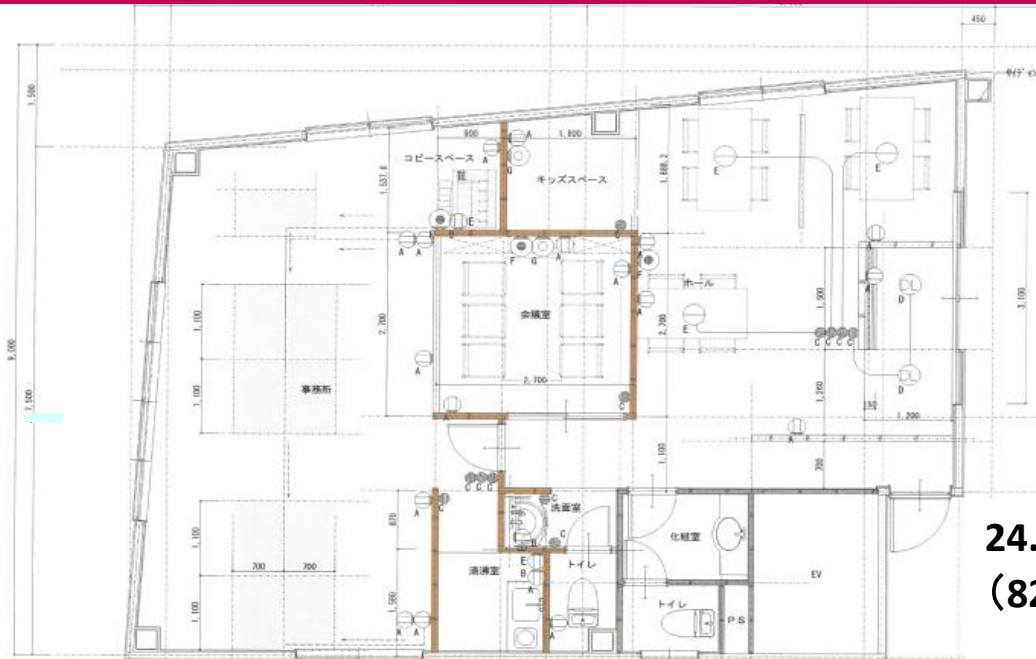 450
1,500
800
1,800
コピースペース
A
A
G
キッズスペース
E
E
1,537.8
1,888.2
E
C
A
A
F
G
A
A
F
A
A
ホール
D
9,000
7,500
1,100
1,100
2,700
会議室
2,700
1,500
3,100
E
C C C C
A
事務所
2,700
C
D
1,260
150
1,200
A
1,100
A
700
C C C
A
C
C
洗面室
870
化粧室
1,100
700
700
湯沸室
E
B
A
トイレ
C
EV
24.
(82
1,100
1,500
A A
A
トイレ
PS